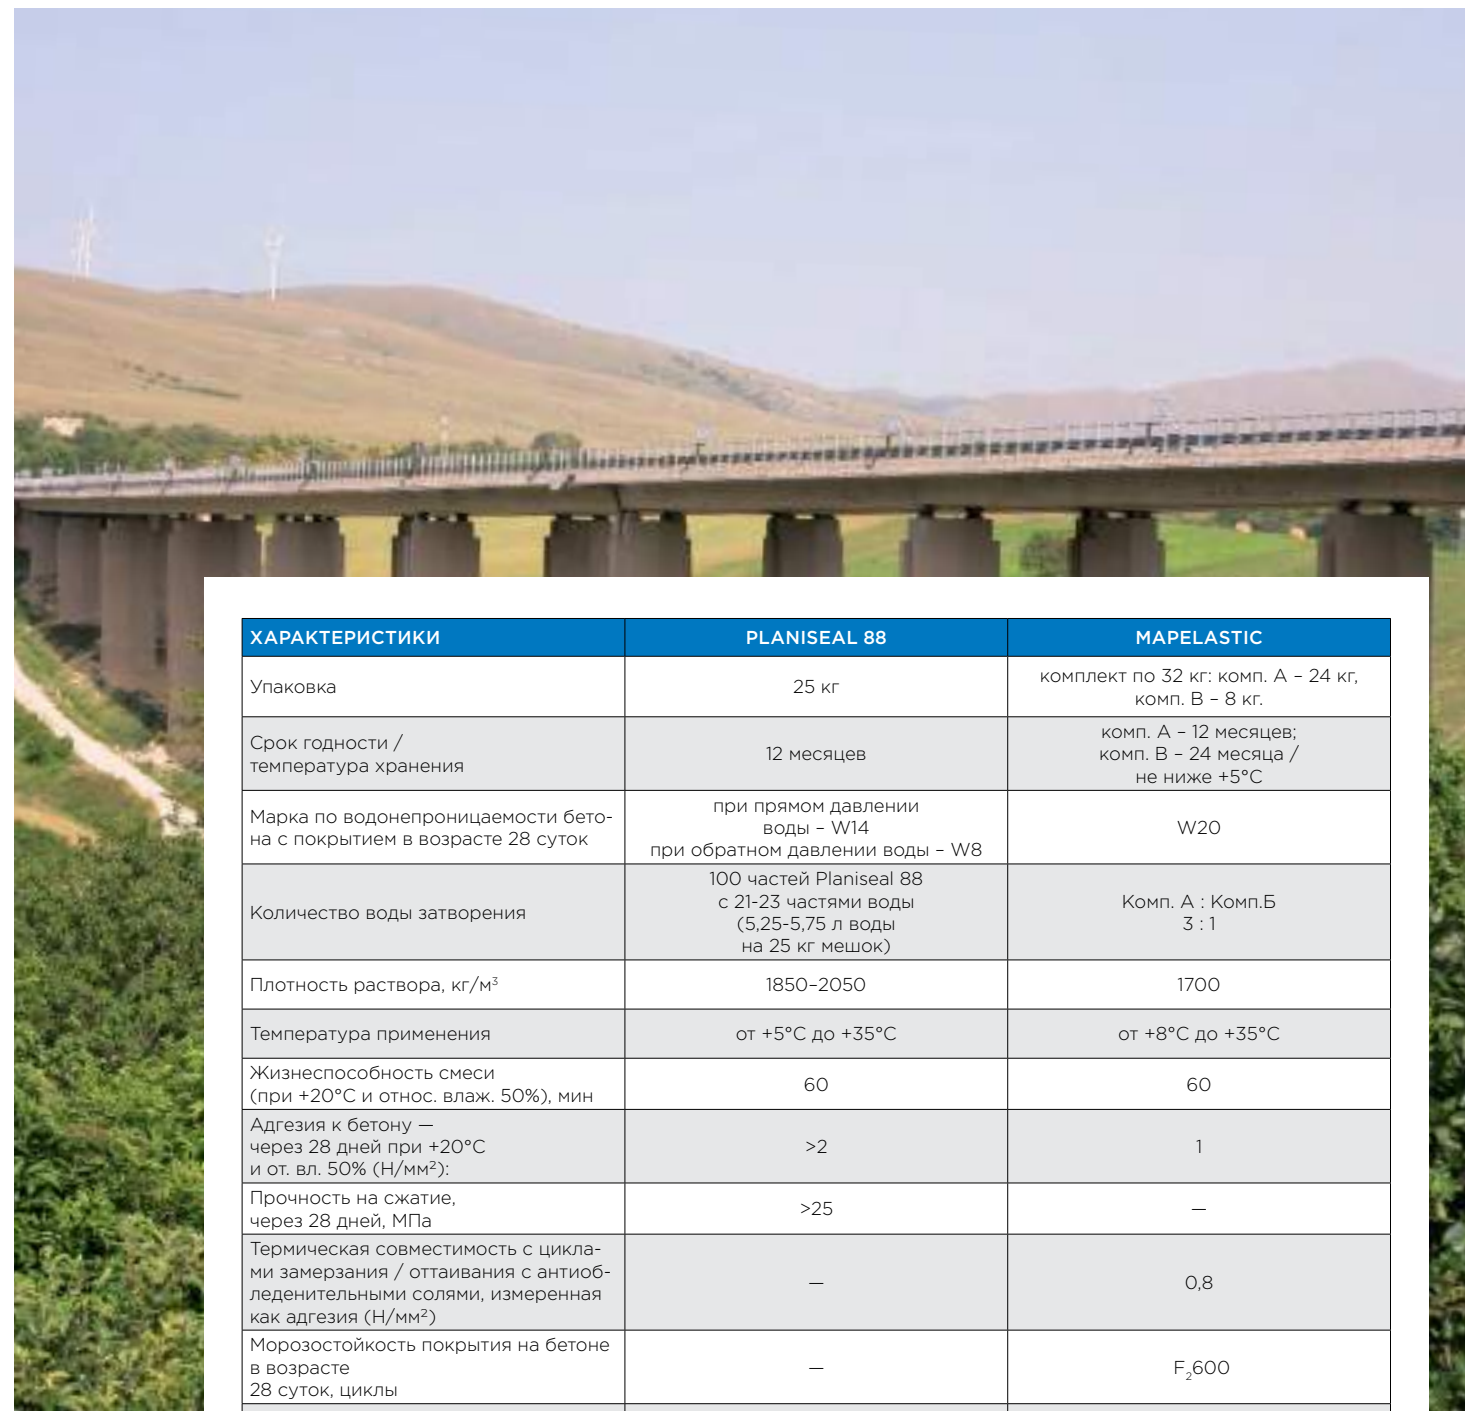 ХАРАКТЕРИСТИКИ PLANISEAL 88 MAPELASTIC
Упаковка 25 кг комплект по 32 кг: комп. А – 24 кг,
комп. В – 8 кг.
Срок годности /
температура хранения
12 месяцев
комп. А – 12 месяцев;
комп. В – 24 месяца /
не ниже +5°C
Марка по водонепроницаемости бето-
на с покрытием в возрасте 28 суток
при прямом давлении
воды – W14
при обратном давлении воды – W8
W20
Количество воды затворения
100 частей Planiseal 88
с 21-23 частями воды
(5,25-5,75 л воды
на 25 кг мешок)
Комп. А : Комп.Б
3 : 1
Плотность раствора, кг/м³ 1850–2050 1700
Температура применения от +5°C до +35°C от +8°C до +35°C
Жизнеспособность смеси
(при +20°C и относ. влаж. 50%), мин
60
60
Адгезия к бетону —
через 28 дней при +20°C
и от. вл. 50% (Н/мм²):
>2
1
Прочность на сжатие,
через 28 дней, МПа
>25
—
Термическая совместимость с цикла-
ми замерзания / оттаивания с антиоб-
леденительными солями, измеренная
как адгезия (Н/мм²)
—
0,8
Морозостойкость покрытия на бетоне
в возрасте
28 суток, циклы
—
F₂600